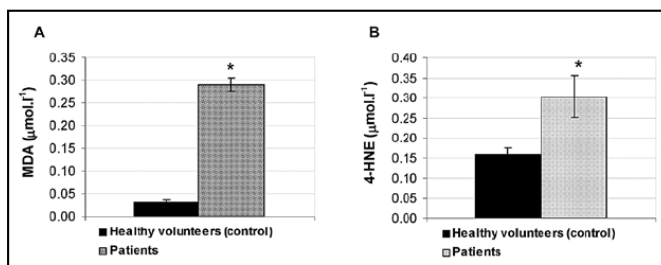 A
0.35
0.30
0.25
0.20
0.15
0.10
0.05
0.00
MDA (µmol.l⁻¹)
*
Healthy volunteers (control)
Patients
B
0.40
0.35
0.30
0.25
0.20
0.15
0.10
0.05
0.00
4-HNE (µmol.l⁻¹)
*
Healthy volunteers (control)
Patients